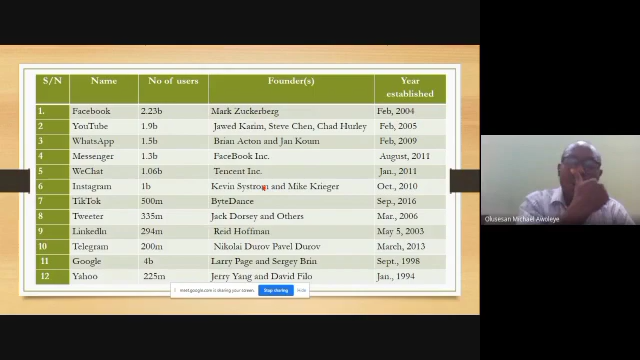 S/N Name No of users Founder(s) Year established
1. Facebook 2.23b Mark Zuckerberg Feb, 2004
2 YouTube 1.9b Jawed Karim, Steve Chen, Chad Hurley Feb, 2005
3 WhatsApp 1.5b Brian Acton and Jan Koum Feb, 2009
4 Messenger 1.3b FaceBook Inc. August, 2011
5 WeChat 1.06b Tencent Inc. Jan., 2011
6 Instagram 1b Kevin Systrom and Mike Krieger Oct., 2010
7 TikTok 500m ByteDance Sep., 2016
8 Tweeter 335m Jack Dorsey and Others Mar., 2006
9 LinkedIn 294m Reid Hoffman May 5, 2003
10 Telegram 200m Nikolai Durov Pavel Durov March, 2013
11 Google 4b Larry Page and Sergey Brin Sept., 1998
12 Yahoo 225m Jerry Yang and David Filo Jan., 1994
meet.google.com is sharing your screen. Stop sharing Hide
Olusesan Michael Awoleye